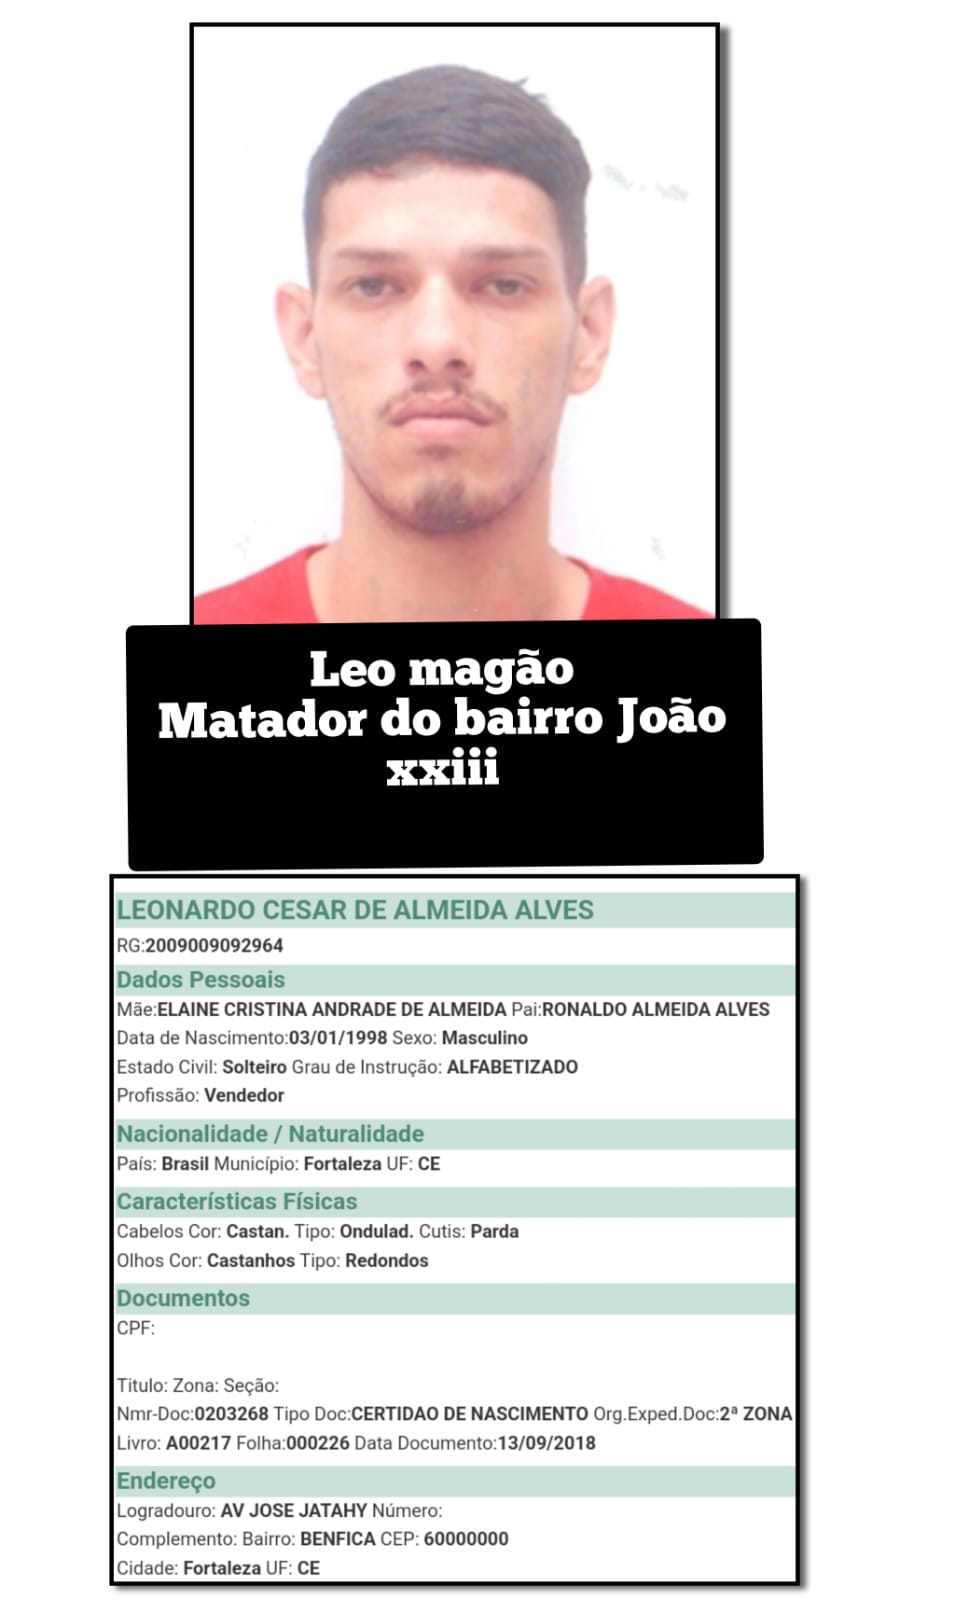 Leo magão
Matador do bairro João
xxiii
LEONARDO CESAR DE ALMEIDA ALVES
RG:2009009092964
Dados Pessoais
Mãe:ELAINE CRISTINA ANDRADE DE ALMEIDA Pai:RONALDO ALMEIDA ALVES
Data de Nascimento:03/01/1998 Sexo: Masculino
Estado Civil: Solteiro Grau de Instrução: ALFABETIZADO
Profissão: Vendedor
Nacionalidade / Naturalidade
País: Brasil Município: Fortaleza UF: CE
Características Físicas
Cabelos Cor: Castan. Tipo: Ondulad. Cutis: Parda
Olhos Cor: Castanhos Tipo: Redondos
Documentos
CPF:
Titulo: Zona: Seção:
Nmr-Doc:0203268 Tipo Doc:CERTIDAO DE NASCIMENTO Org.Exped.Doc:2ª ZONA
Livro: A00217 Folha:000226 Data Documento:13/09/2018
Endereço
Logradouro: AV JOSE JATAHY Número:
Complemento: Bairro: BENFICA CEP: 60000000
Cidade: Fortaleza UF: CE